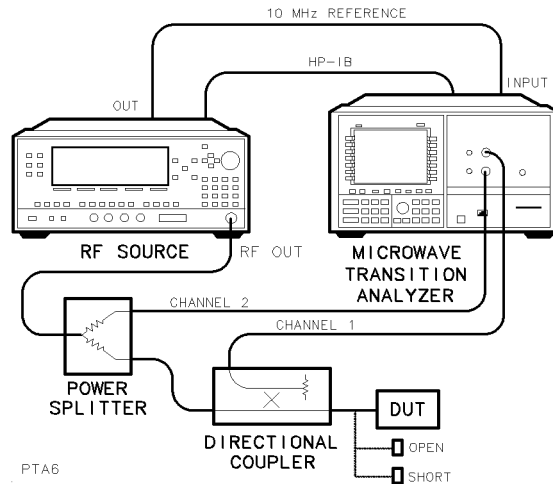 10 MHz REFERENCE
HP-IB
OUT
INPUT
RF SOURCE
RF OUT
MICROWAVE
TRANSITION
ANALYZER
CHANNEL 2
CHANNEL 1
POWER
SPLITTER
DIRECTIONAL
COUPLER
DUT
OPEN
SHORT
PTA6